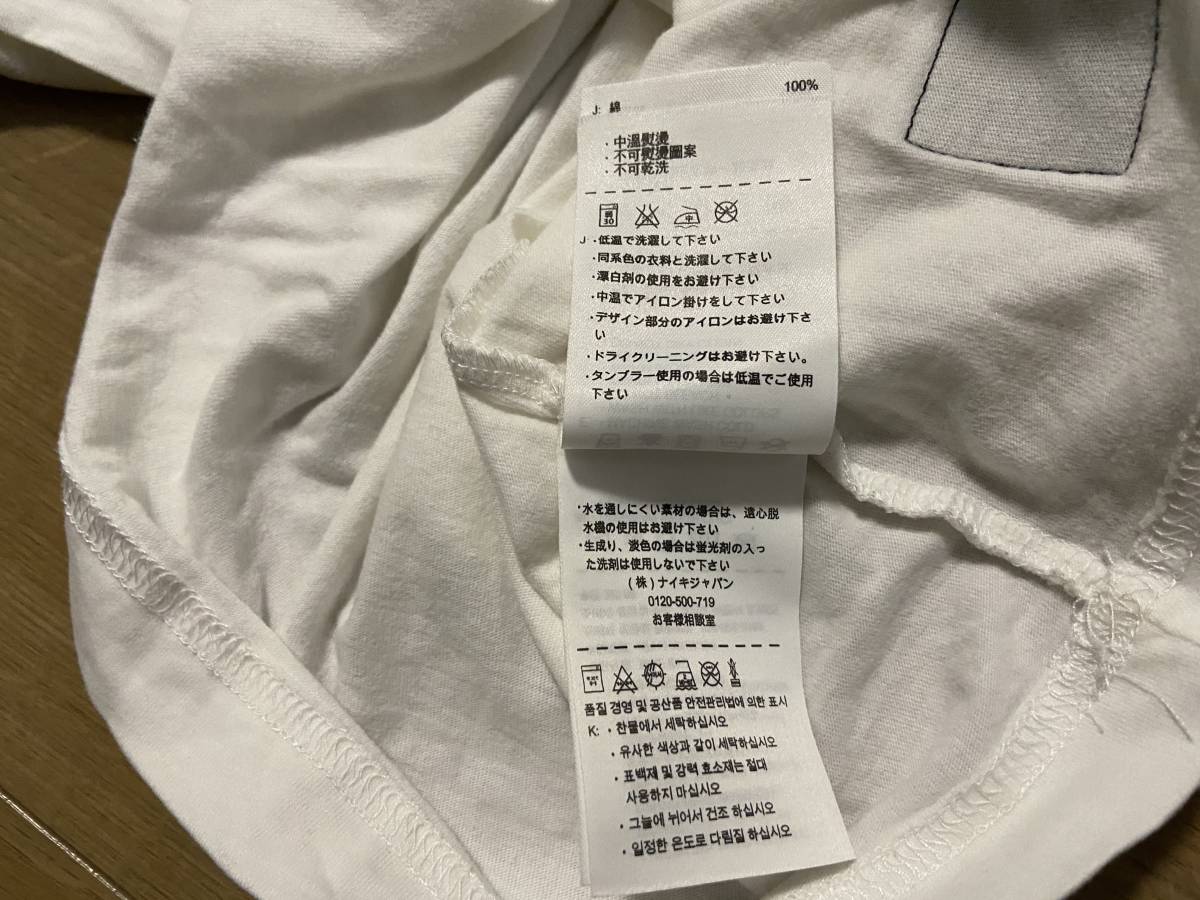 100%
J: 綿
・中溫熨燙
・不可熨燙圖案
・不可乾洗
弱
30
中
J・低温で洗濯して下さい
・同系色の衣料と洗濯して下さい
・漂白剤の使用をお避け下さい
・中温でアイロン掛けをして下さい
・デザイン部分のアイロンはお避け下さ
い
・ドライクリーニングはお避け下さい。
・タンブラー使用の場合は低温でご使用
下さい
・水を通しにくい素材の場合は、遠心脱
水機の使用はお避け下さい
・生成り、淡色の場合は蛍光剤の入っ
た洗剤は使用しないで下さい
(株)ナイキジャパン
0120-500-719
お客様相談室
품질 경영 및 공산품 안전관리법에 의한 표시
K: ・찬물에서 세탁하십시오
・유사한 색상과 같이 세탁하십시오
・표백제 및 강력 효소제는 절대
사용하지 마십시오
・그늘에 뉘어서 건조 하십시오
・일정한 온도로 다림질 하십시오